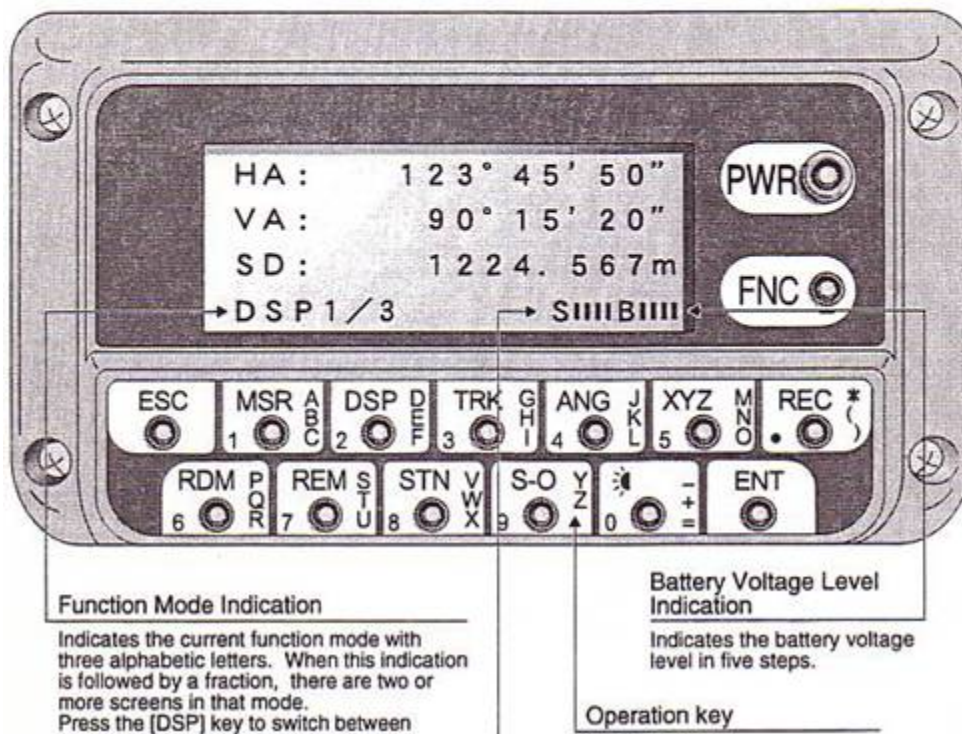 HA: 123° 45' 50"
VA: 90° 15' 20"
SD: 1224.567m
DSP1/3 SIIIIBIIII
PWR
FNC
ESC
MSR ABC 1
DSP DEF 2
TRK GHI 3
ANG JKL 4
XYZ MNO 5
REC *() •
RDM PQR 6
REM STU 7
STN VWX 8
S-O YZ 9
0 -+=
ENT
Function Mode Indication
Indicates the current function mode with
three alphabetic letters. When this indication
is followed by a fraction, there are two or
more screens in that mode.
Press the [DSP] key to switch between
Battery Voltage Level
Indication
Indicates the battery voltage
level in five steps.
Operation key